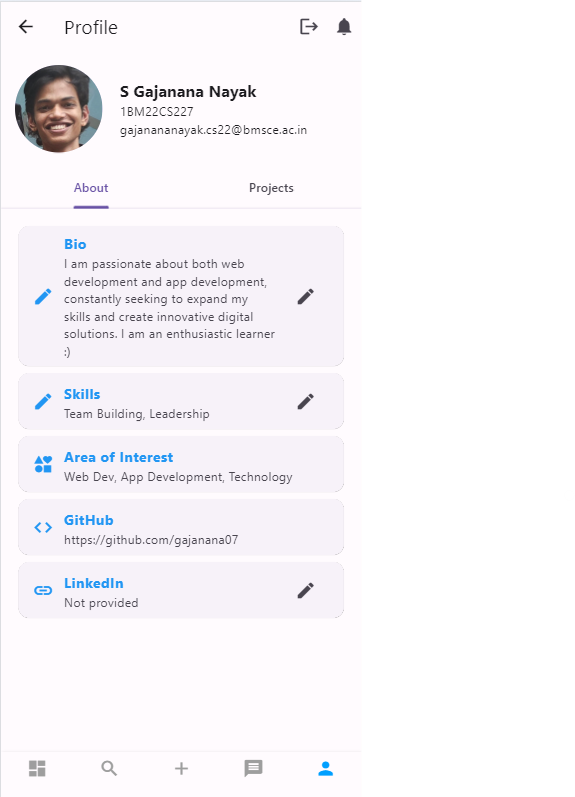 Profile
S Gajanana Nayak
1BM22CS227
gajanananayak.cs22@bmsce.ac.in
About
Projects
Bio
I am passionate about both web
development and app development,
constantly seeking to expand my
skills and create innovative digital
solutions. I am an enthusiastic learner
:)
Skills
Team Building, Leadership
Area of Interest
Web Dev, App Development, Technology
GitHub
https://github.com/gajanana07
LinkedIn
Not provided